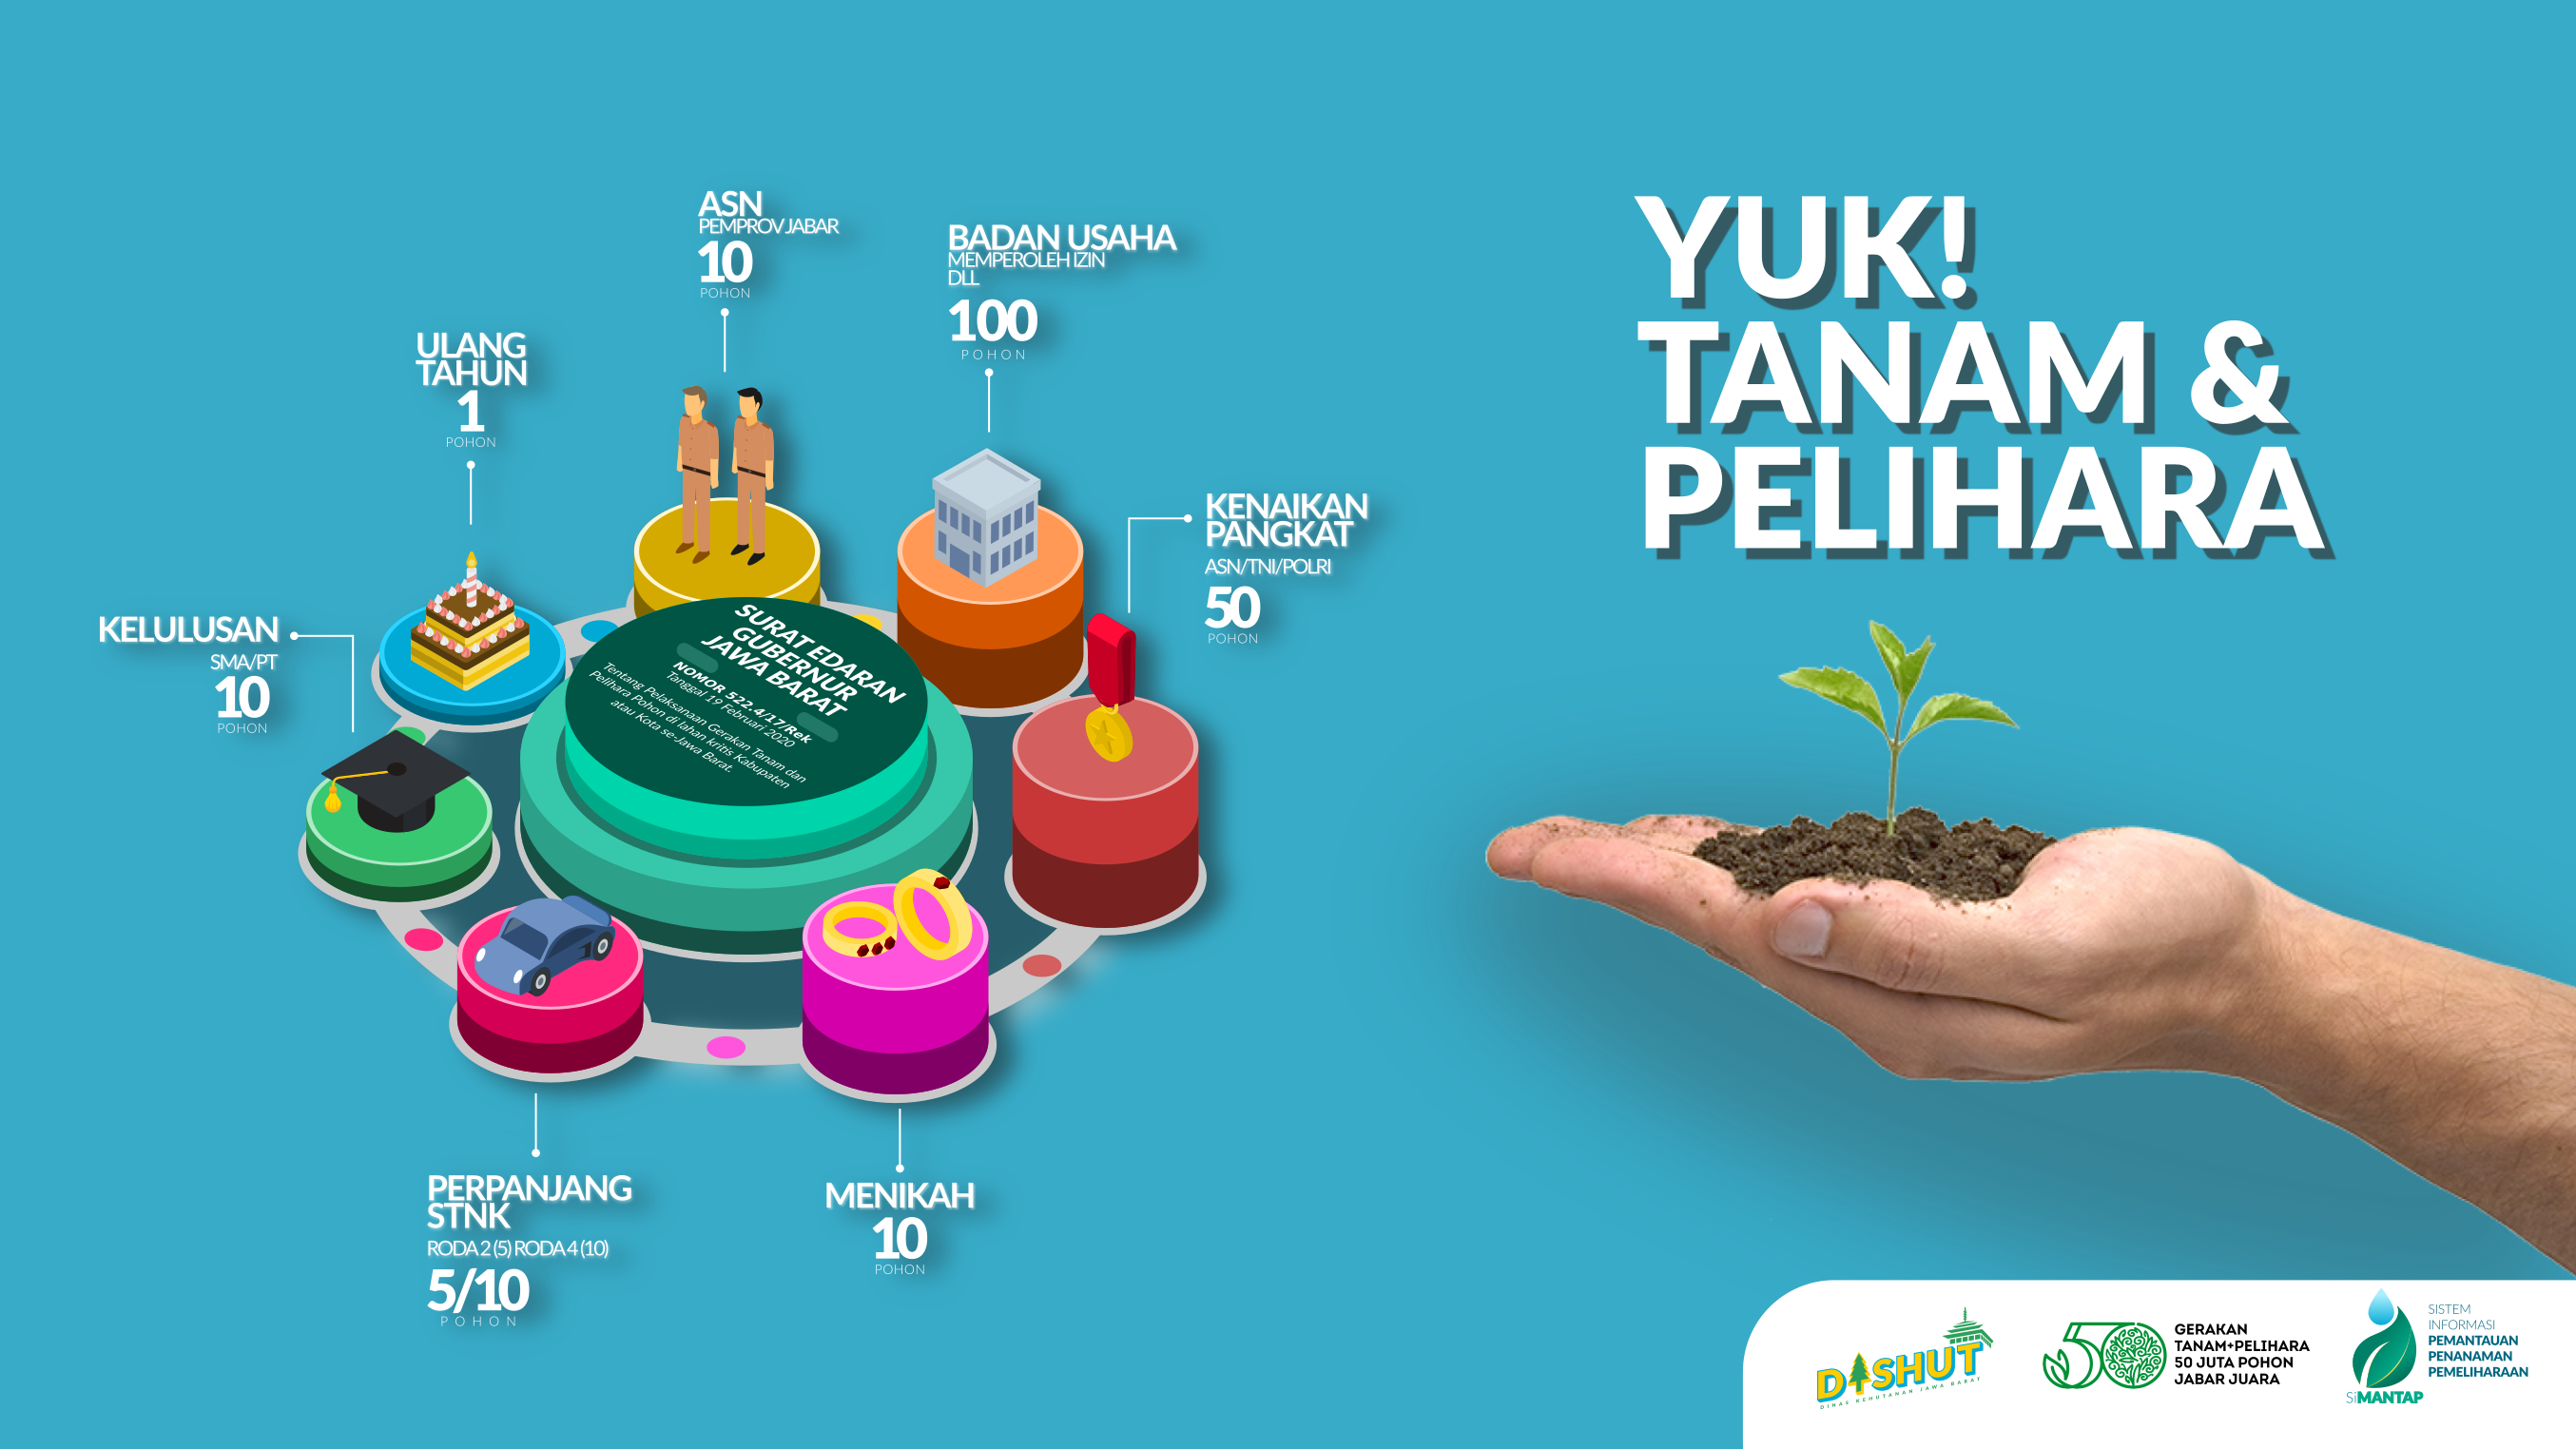 YUK!
TANAM &
PELIHARA
ASN
PEMPROV JABAR
10
POHON
BADAN USAHA
MEMPEROLEH IZIN
DLL
100
POHON
ULANG
TAHUN
1
POHON
KENAIKAN
PANGKAT
ASN/TNI/POLRI
50
POHON
KELULUSAN
SMA/PT
10
POHON
SURAT EDARAN
GUBERNUR
JAWA BARAT
NOMOR 522.4/17/Rek
Tanggal 19 Februari 2020
Tentang Pelaksanaan Gerakan Tanam dan
Pelihara Pohon di lahan kritis Kabupaten
atau Kota se-Jawa Barat.
PERPANJANG
STNK
RODA 2 (5) RODA 4 (10)
5/10
POHON
MENIKAH
10
POHON
DISHUT
DINAS KEHUTANAN JAWA BARAT
50
GERAKAN
TANAM+PELIHARA
50 JUTA POHON
JABAR JUARA
SiMANTAP
SISTEM
INFORMASI
PEMANTAUAN
PENANAMAN
PEMELIHARAAN